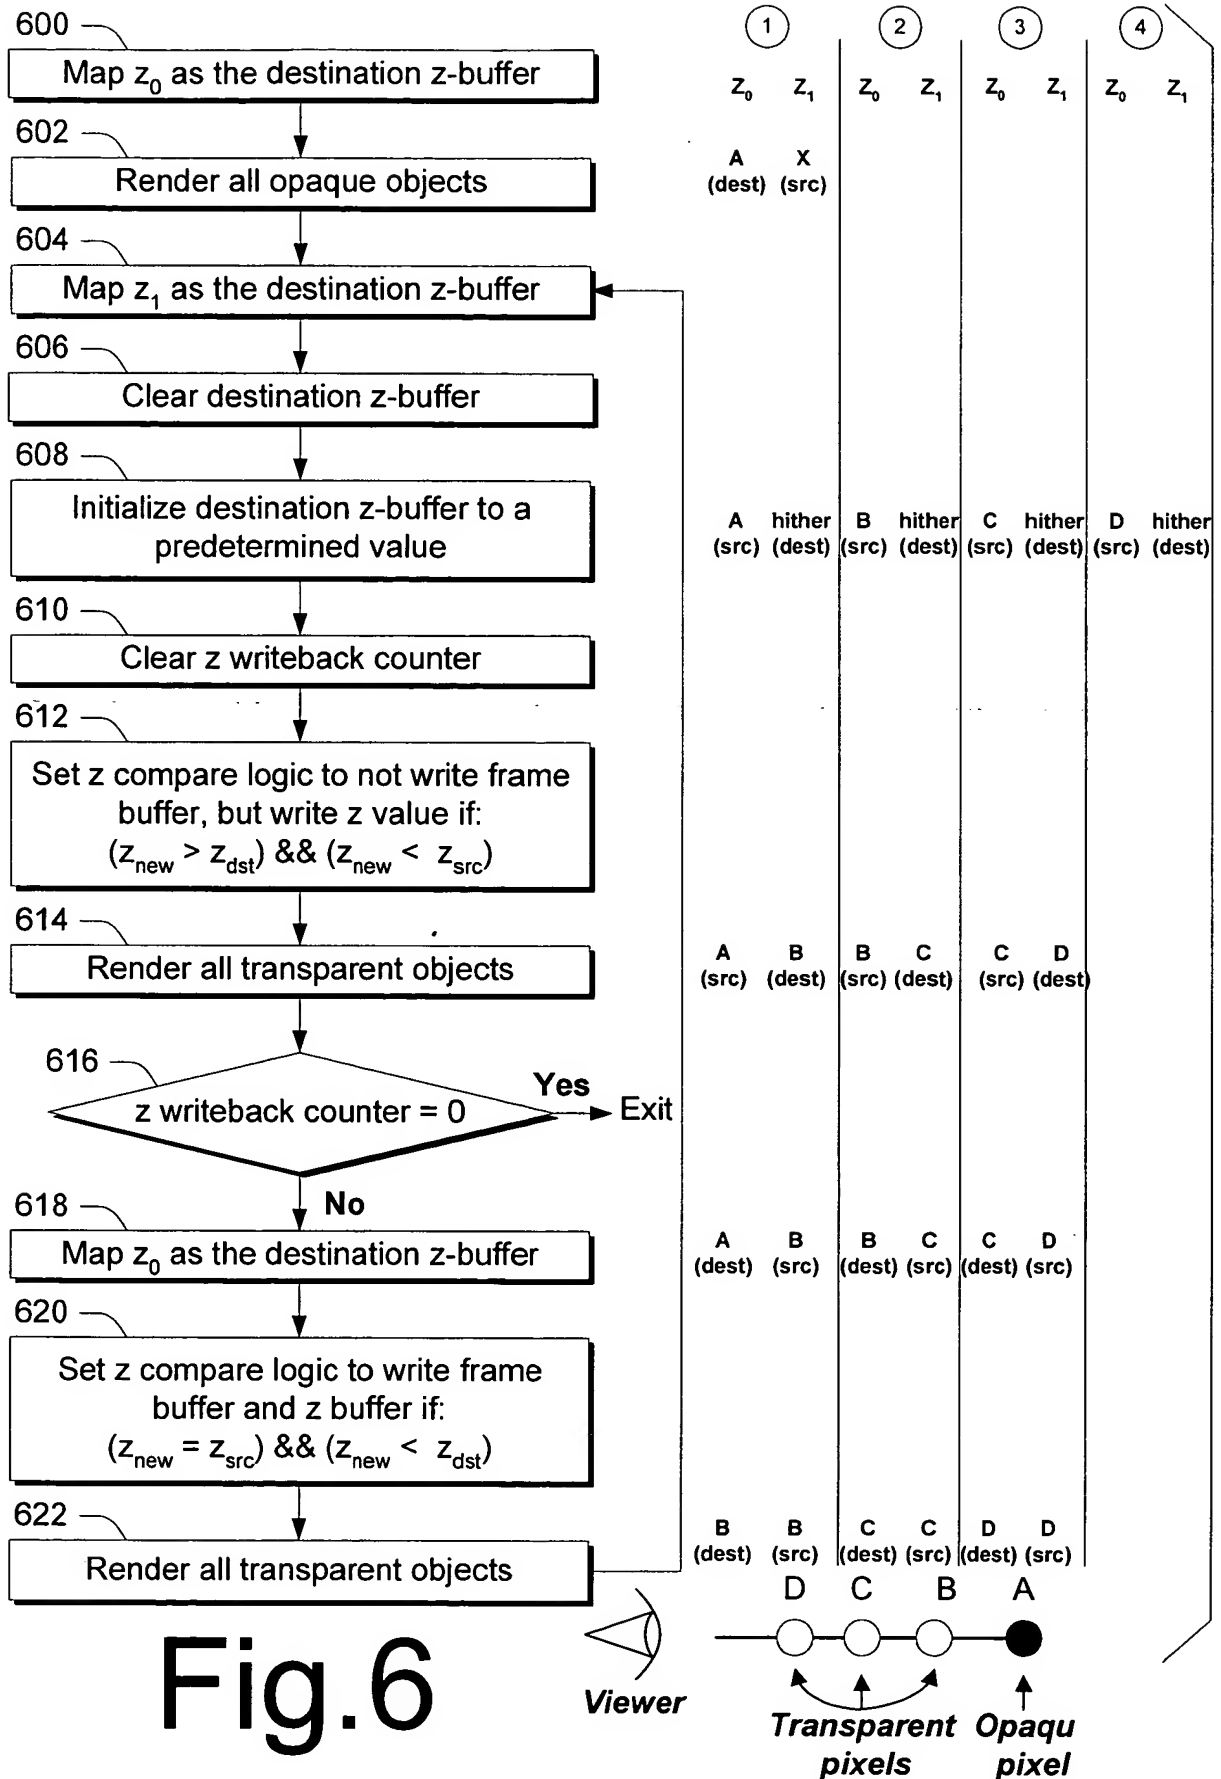 600
Map z0 as the destination z-buffer
602
Render all opaque objects
604
Map z1 as the destination z-buffer
606
Clear destination z-buffer
608
Initialize destination z-buffer to a
predetermined value
610
Clear z writeback counter
612
Set z compare logic to not write frame
buffer, but write z value if:
(znew > zdst) && (znew < zsrc)
614
Render all transparent objects
616
z writeback counter = 0
Yes
Exit
No
618
Map z0 as the destination z-buffer
620
Set z compare logic to write frame
buffer and z buffer if:
(znew = zsrc) && (znew < zdst)
622
Render all transparent objects
1 2 3 4
z0 z1 z0 z1 z0 z1 z0 z1
A X
(dest) (src)
A hither B hither C hither D hither
(src) (dest) (src) (dest) (src) (dest) (src) (dest)
A B B C C D
(src) (dest) (src) (dest) (src) (dest)
A B B C C D
(dest) (src) (dest) (src) (dest) (src)
B B C C D D
(dest) (src) (dest) (src) (dest) (src)
D C B A
Viewer
Transparent
pixels
Opaqu
pixel
Fig.6